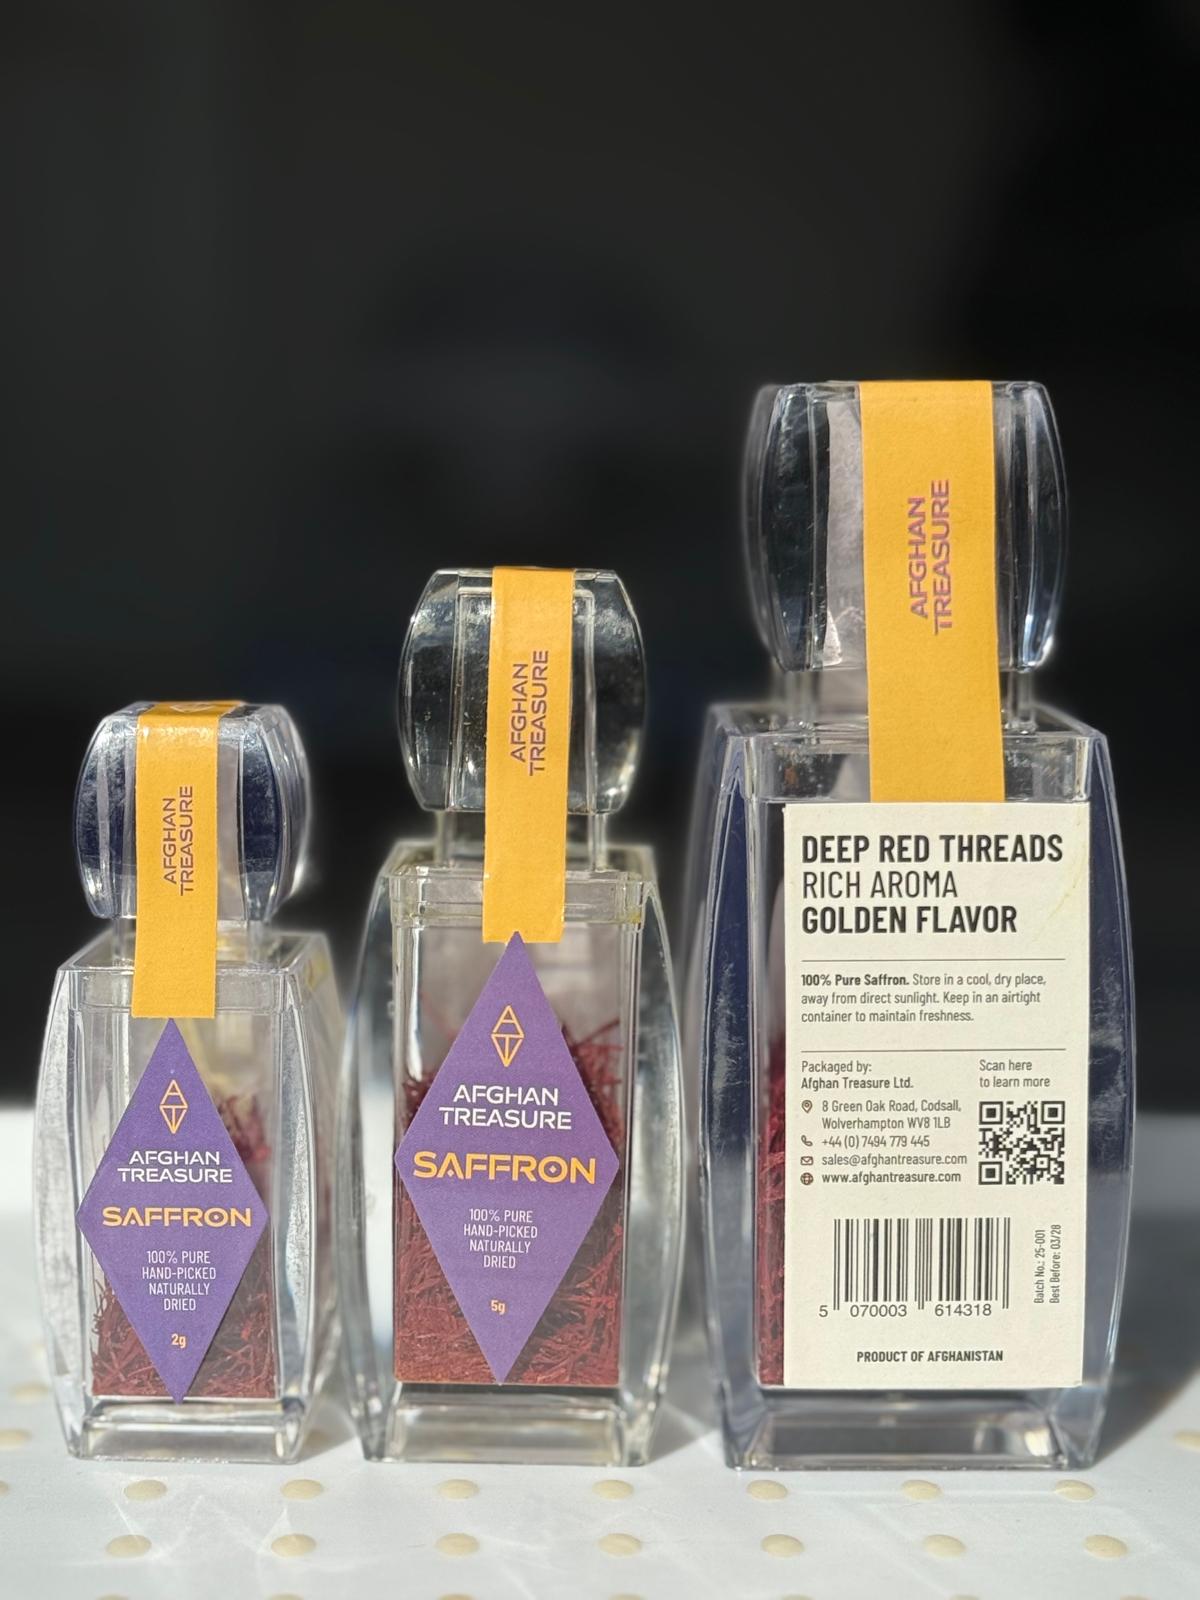 AFGHAN
TREASURE
AFGHAN
TREASURE
SAFFRON
100% PURE
HAND-PICKED
NATURALLY
DRIED
2g
AFGHAN
TREASURE
AFGHAN
TREASURE
SAFFRON
100% PURE
HAND-PICKED
NATURALLY
DRIED
5g
AFGHAN
TREASURE
DEEP RED THREADS
RICH AROMA
GOLDEN FLAVOR
100% Pure Saffron. Store in a cool, dry place,
away from direct sunlight. Keep in an airtight
container to maintain freshness.
Packaged by:
Afghan Treasure Ltd.
8 Green Oak Road, Codsall,
Wolverhampton WV8 1LB
+44 (0) 7494 779 445
sales@afghantreasure.com
www.afghantreasure.com
Scan here
to learn more
5 070003 614318
Batch No.: 25-001
Best Before: 03/28
PRODUCT OF AFGHANISTAN